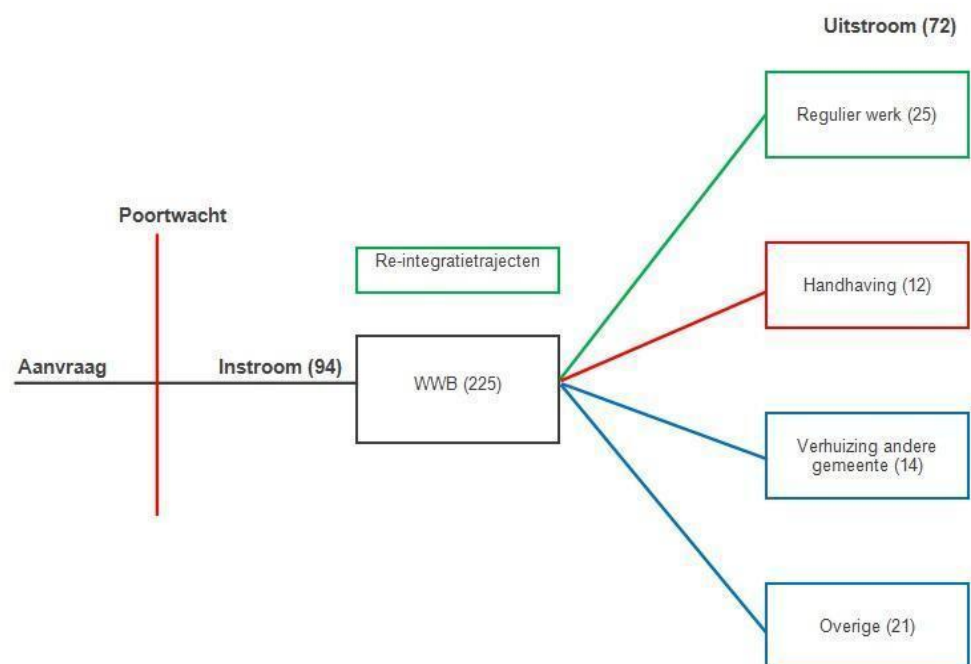 Uitstroom (72)
Regulier werk (25)
Poortwacht
Re-integratietrajecten
Handhaving (12)
Aanvraag
Instroom (94)
WWB (225)
Verhuizing andere
gemeente (14)
Overige (21)